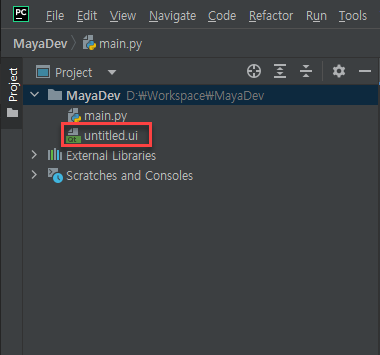 PC File Edit View Navigate Code Refactor Run Tools
MayaDev main.py
Project
Project
MayaDev D:₩Workspace₩MayaDev
main.py
Qt untitled.ui
External Libraries
Scratches and Consoles